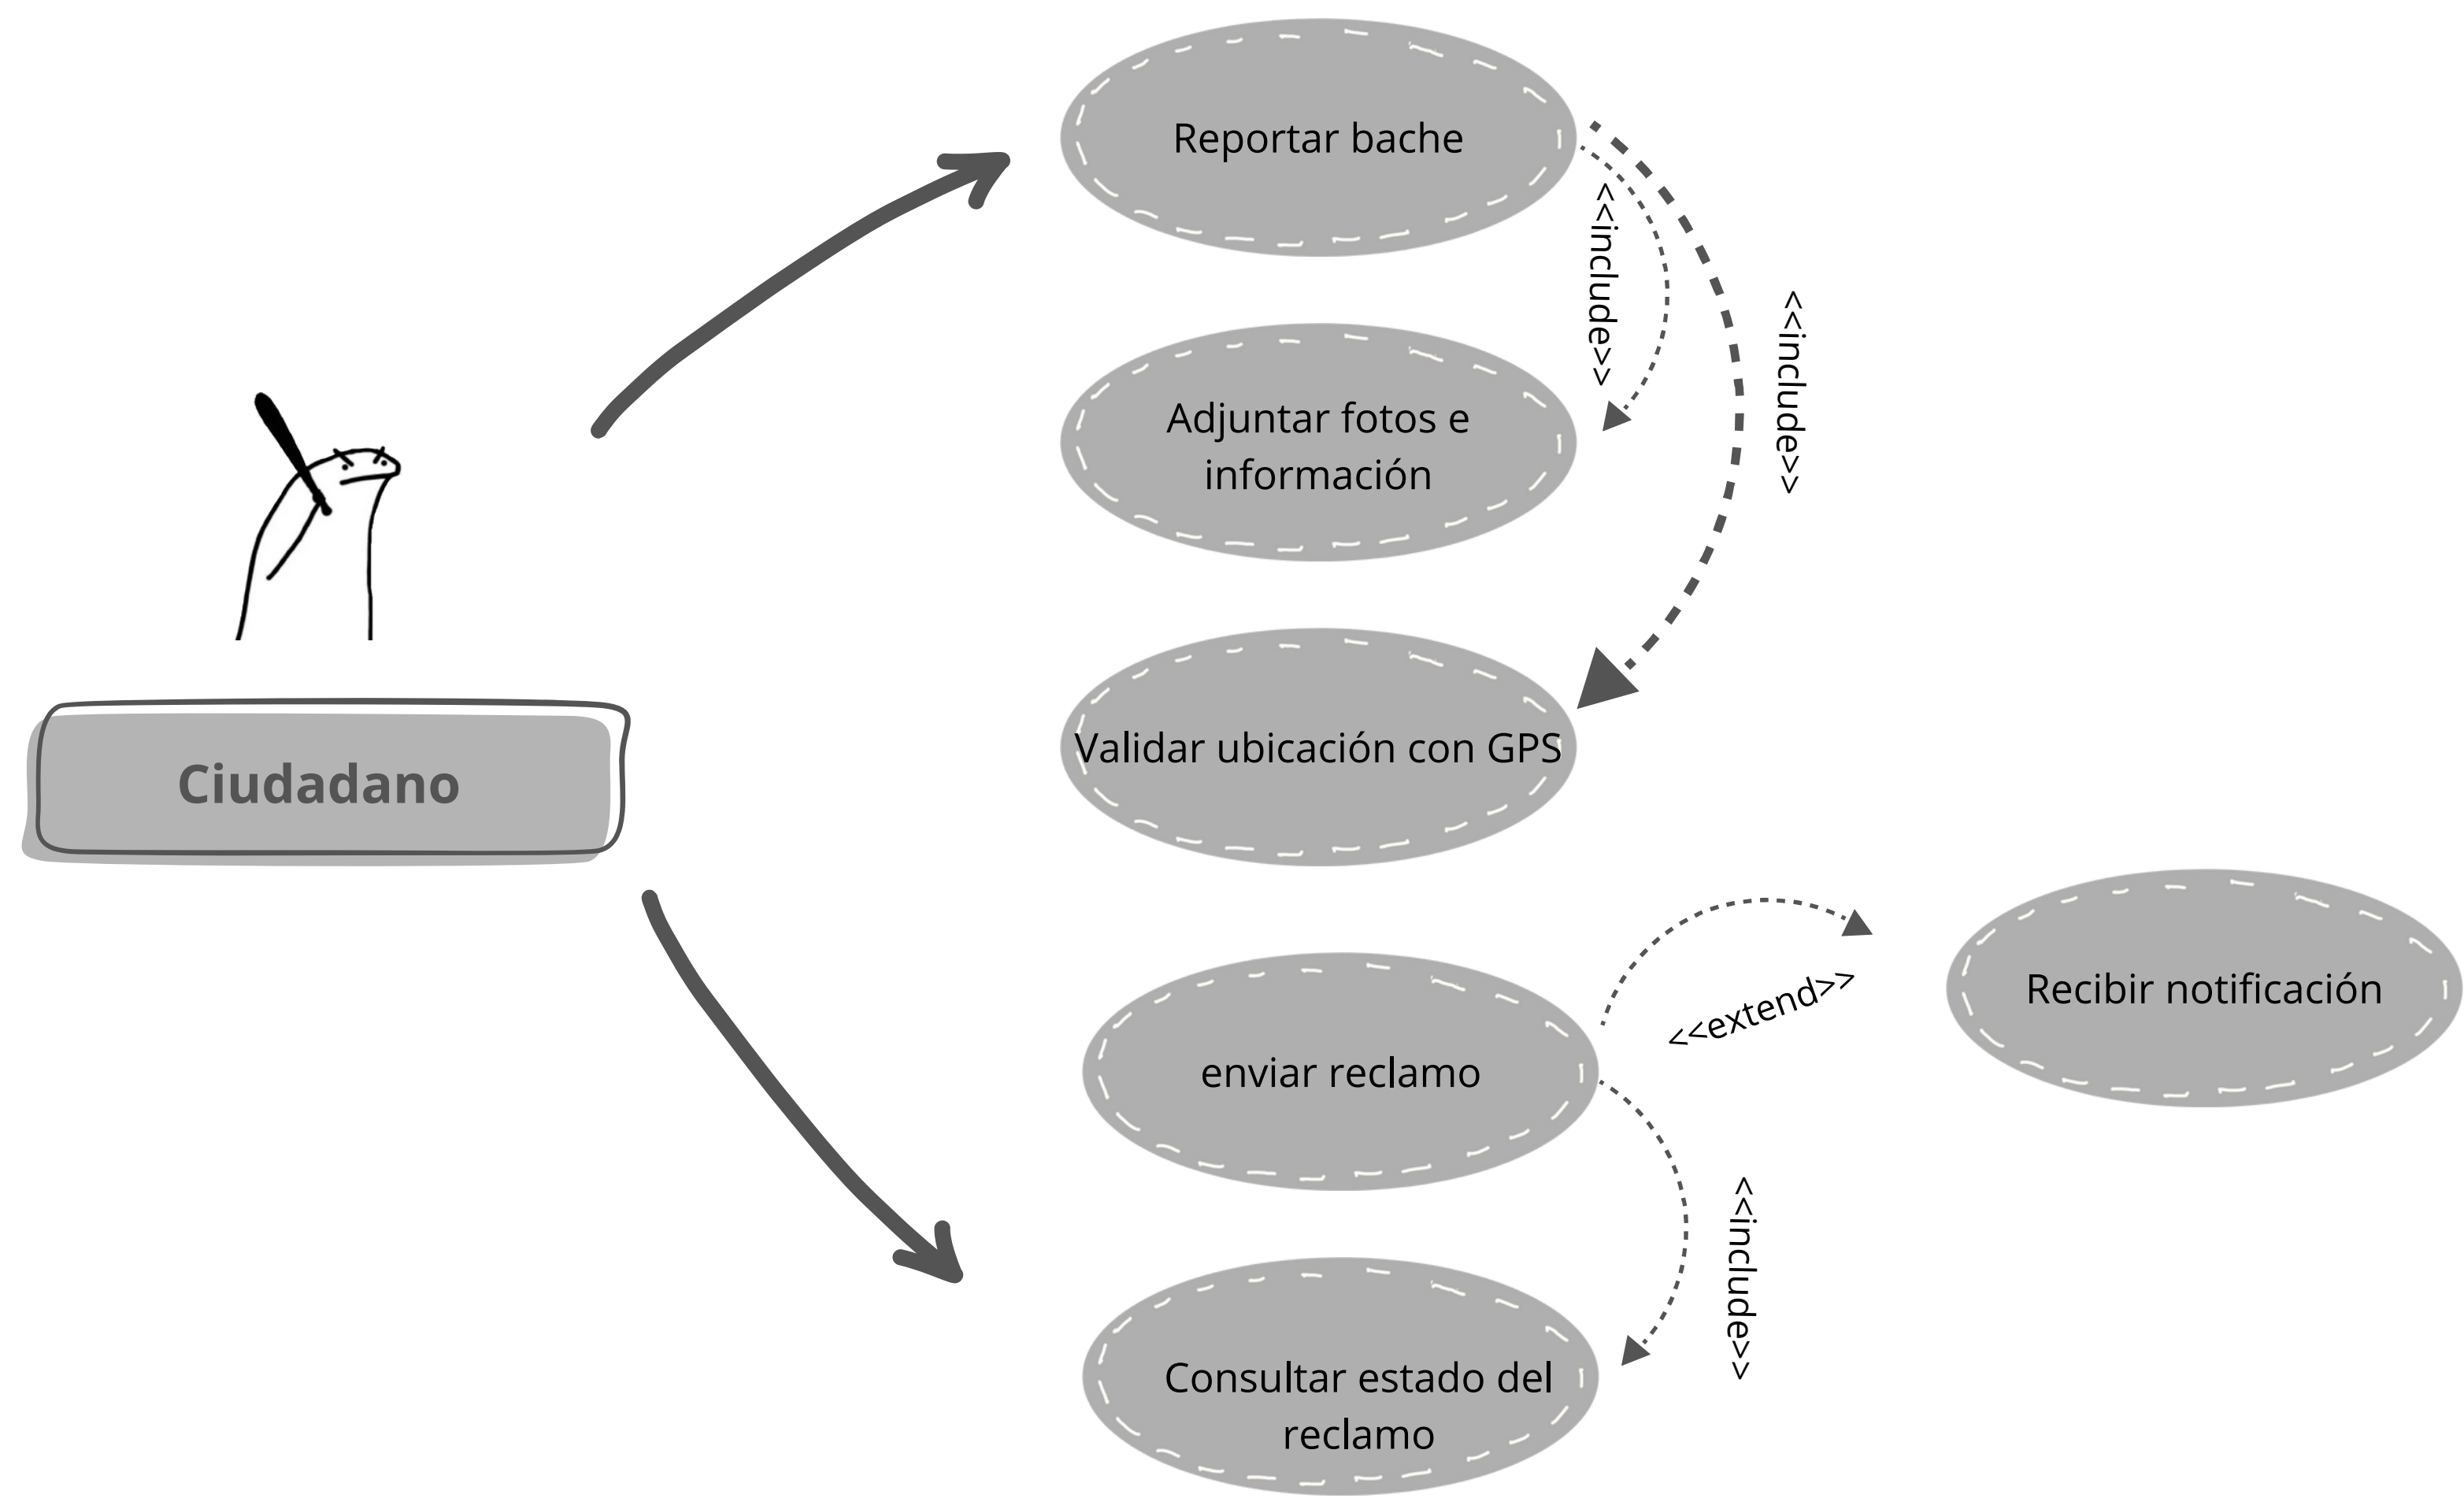 Reportar bache
<<include>>
<<include>>
Adjuntar fotos e
información
Validar ubicación con GPS
Ciudadano
Recibir notificación
<<extend>>
enviar reclamo
<<include>>
Consultar estado del
reclamo